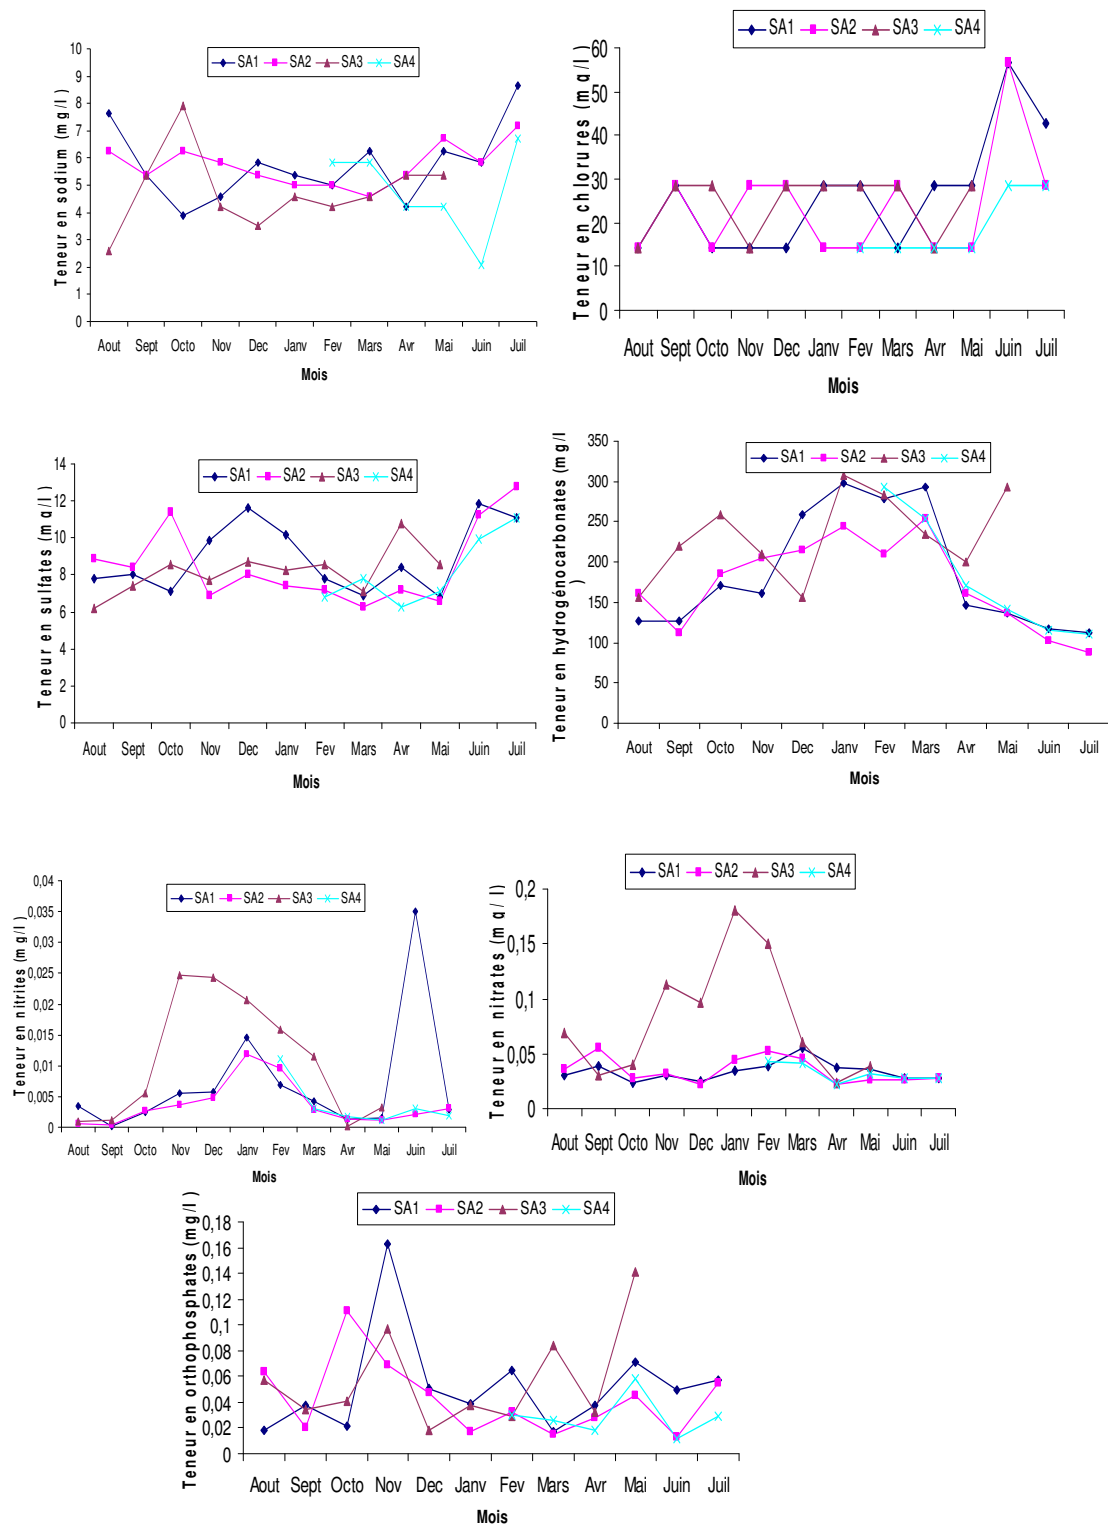 SA1 SA2 SA3 SA4
Teneur en sodium (mg/l)
10
9
8
7
6
5
4
3
2
1
0
Aout Sept Octo Nov Dec Janv Fev Mars Avr Mai Juin Juil
Mois
SA1 SA2 SA3 SA4
Teneur en chlorures (mg/l)
60
50
40
30
20
10
0
Aout Sept Octo Nov Dec Janv Fev Mars Avr Mai Juin Juil
Mois
SA1 SA2 SA3 SA4
Teneur en sulfates (mg/l)
14
12
10
8
6
4
2
0
Aout Sept Octo Nov Dec Janv Fev Mars Avr Mai Juin Juil
Mois
SA1 SA2 SA3 SA4
Teneur en hydrogénocarbonates (mg/l
)
350
300
250
200
150
100
50
0
Aout Sept Octo Nov Dec Janv Fev Mars Avr Mai Juin Juil
Mois
SA1 SA2 SA3 SA4
Teneur en nitrites (mg/l)
0,04
0,035
0,03
0,025
0,02
0,015
0,01
0,005
0
Aout Sept Octo Nov Dec Janv Fev Mars Avr Mai Juin Juil
Mois
SA1 SA2 SA3 SA4
Teneur en nitrates (mg/l)
0,2
0,15
0,1
0,05
0
Aout Sept Octo Nov Dec Janv Fev Mars Avr Mai Juin Juil
Mois
SA1 SA2 SA3 SA4
Teneur en orthophosphates (mg/l)
0,18
0,16
0,14
0,12
0,1
0,08
0,06
0,04
0,02
0
Aout Sept Octo Nov Dec Janv Fev Mars Avr Mai Juin Juil
Mois